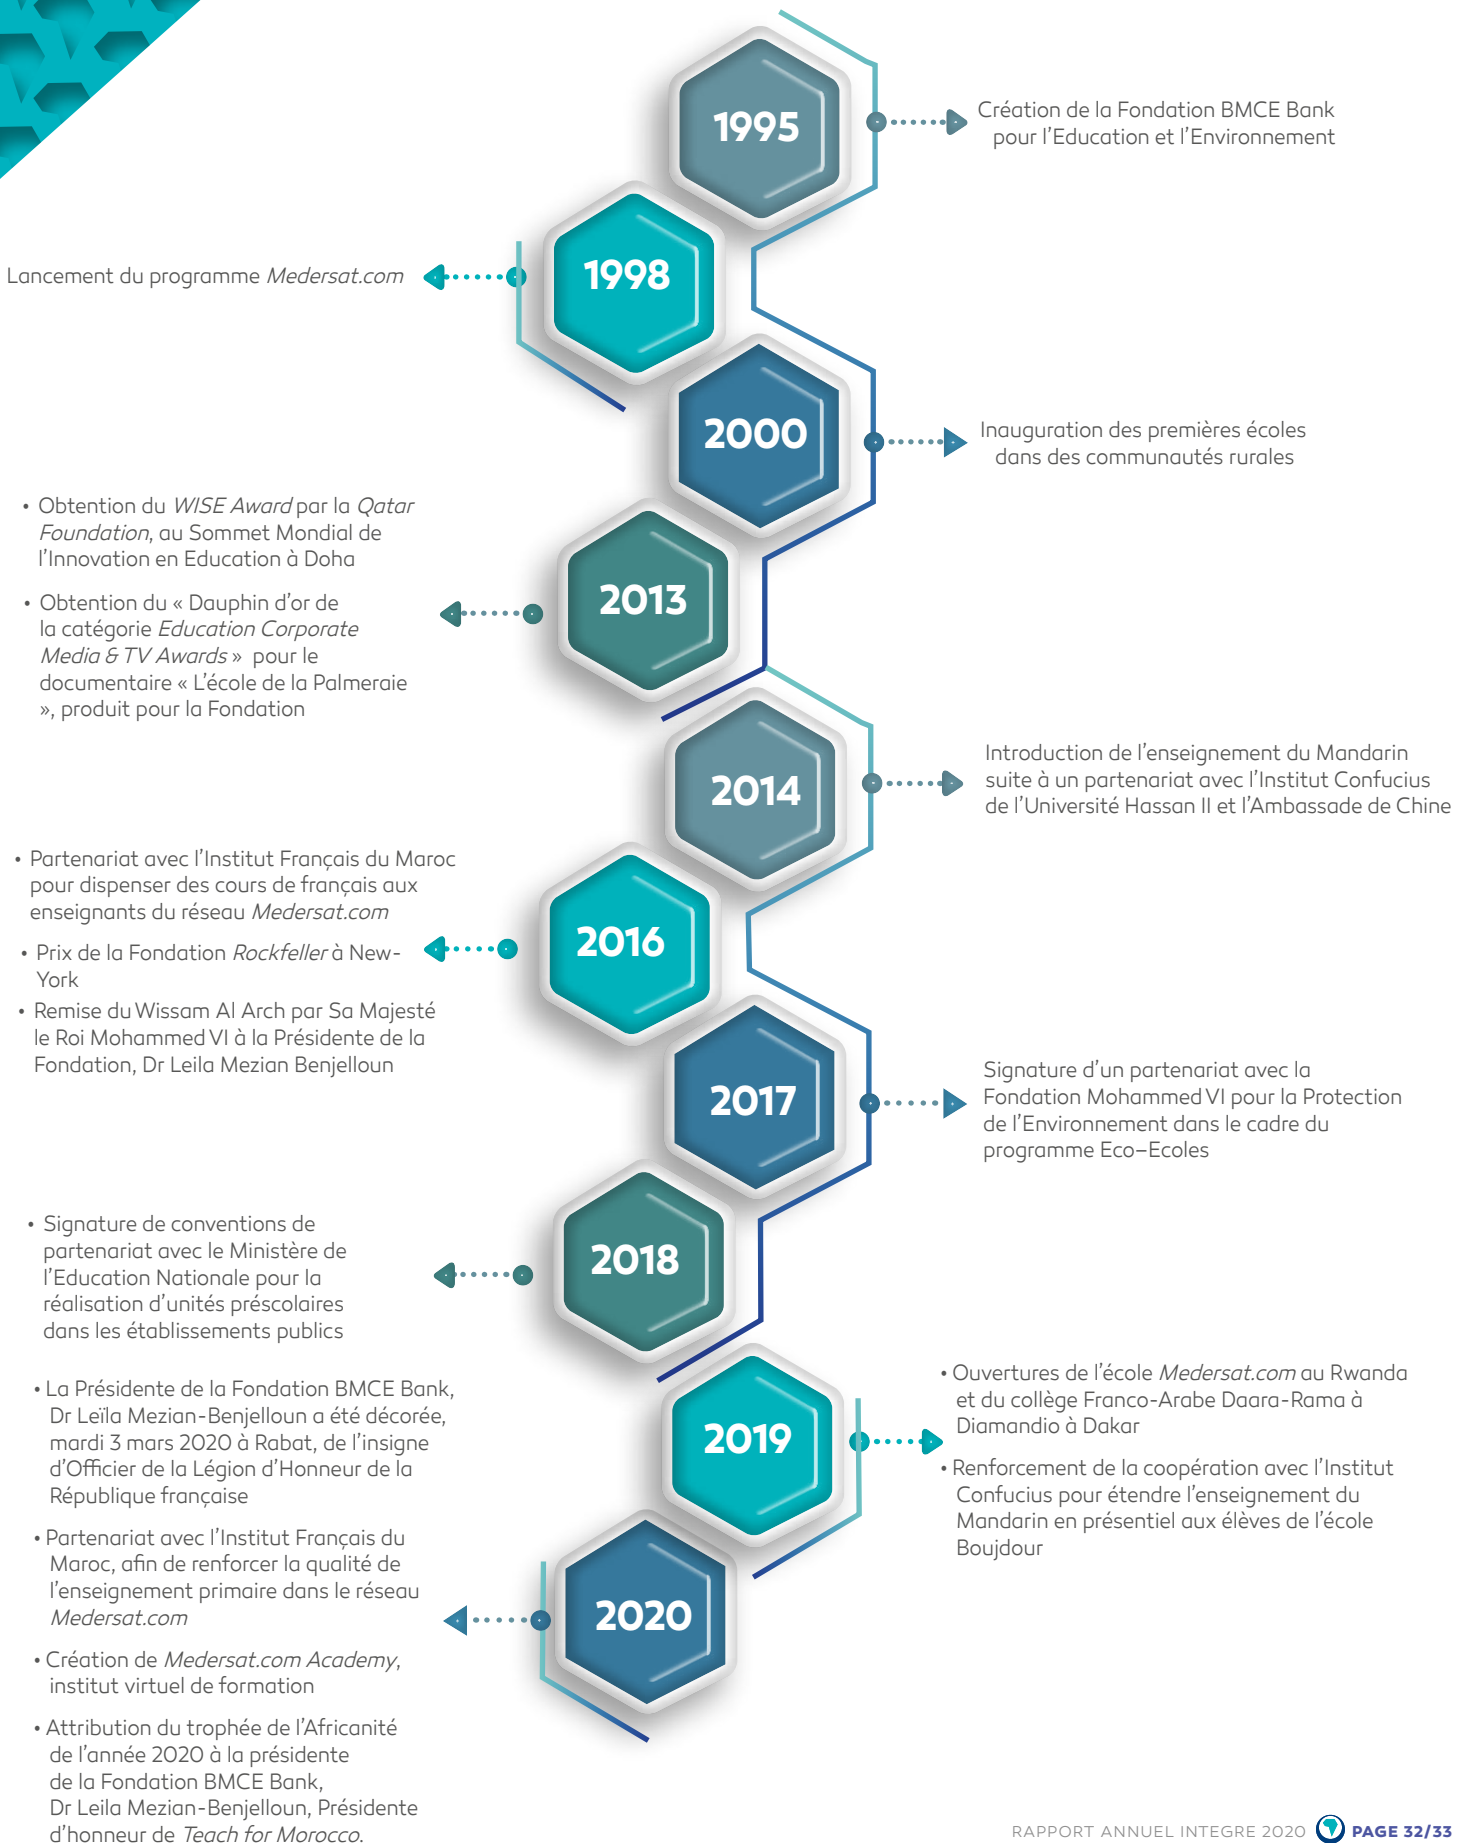 1995
Création de la Fondation BMCE Bank
pour l'Education et l'Environnement
1998
Lancement du programme Medersat.com
2000
Inauguration des premières écoles
dans des communautés rurales
2013
• Obtention du WISE Award par la Qatar
Foundation, au Sommet Mondial de
l'Innovation en Education à Doha
• Obtention du « Dauphin d'or de
la catégorie Education Corporate
Media & TV Awards » pour le
documentaire « L'école de la Palmeraie
», produit pour la Fondation
2014
Introduction de l'enseignement du Mandarin
suite à un partenariat avec l'Institut Confucius
de l'Université Hassan II et l'Ambassade de Chine
2016
• Partenariat avec l'Institut Français du Maroc
pour dispenser des cours de français aux
enseignants du réseau Medersat.com
• Prix de la Fondation Rockfeller à New-
York
• Remise du Wissam Al Arch par Sa Majesté
le Roi Mohammed VI à la Présidente de la
Fondation, Dr Leila Mezian Benjelloun
2017
Signature d'un partenariat avec la
Fondation Mohammed VI pour la Protection
de l'Environnement dans le cadre du
programme Eco–Ecoles
2018
• Signature de conventions de
partenariat avec le Ministère de
l'Education Nationale pour la
réalisation d'unités préscolaires
dans les établissements publics
2019
• Ouvertures de l'école Medersat.com au Rwanda
et du collège Franco-Arabe Daara-Rama à
Diamandio à Dakar
• Renforcement de la coopération avec l'Institut
Confucius pour étendre l'enseignement du
Mandarin en présentiel aux élèves de l'école
Boujdour
2020
• La Présidente de la Fondation BMCE Bank,
Dr Leïla Mezian-Benjelloun a été décorée,
mardi 3 mars 2020 à Rabat, de l'insigne
d'Officier de la Légion d'Honneur de la
République française
• Partenariat avec l'Institut Français du
Maroc, afin de renforcer la qualité de
l'enseignement primaire dans le réseau
Medersat.com
• Création de Medersat.com Academy,
institut virtuel de formation
• Attribution du trophée de l'Africanité
de l'année 2020 à la présidente
de la Fondation BMCE Bank,
Dr Leila Mezian-Benjelloun, Présidente
d'honneur de Teach for Morocco.
RAPPORT ANNUEL INTEGRE 2020 PAGE 32/33